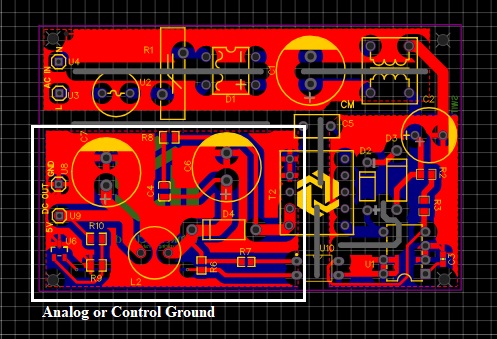 N
R1
U4
AC IN
U2
L
U3
D1
C1
CM
C2
C5
R8
C7
GND
U8
C4
C6
T2
D2
D3
R2
DC OUT
U9
5V
R10
D4
R3
U6
U10
R9
L2
R6
R7
U1
C3
Analog or Control Ground